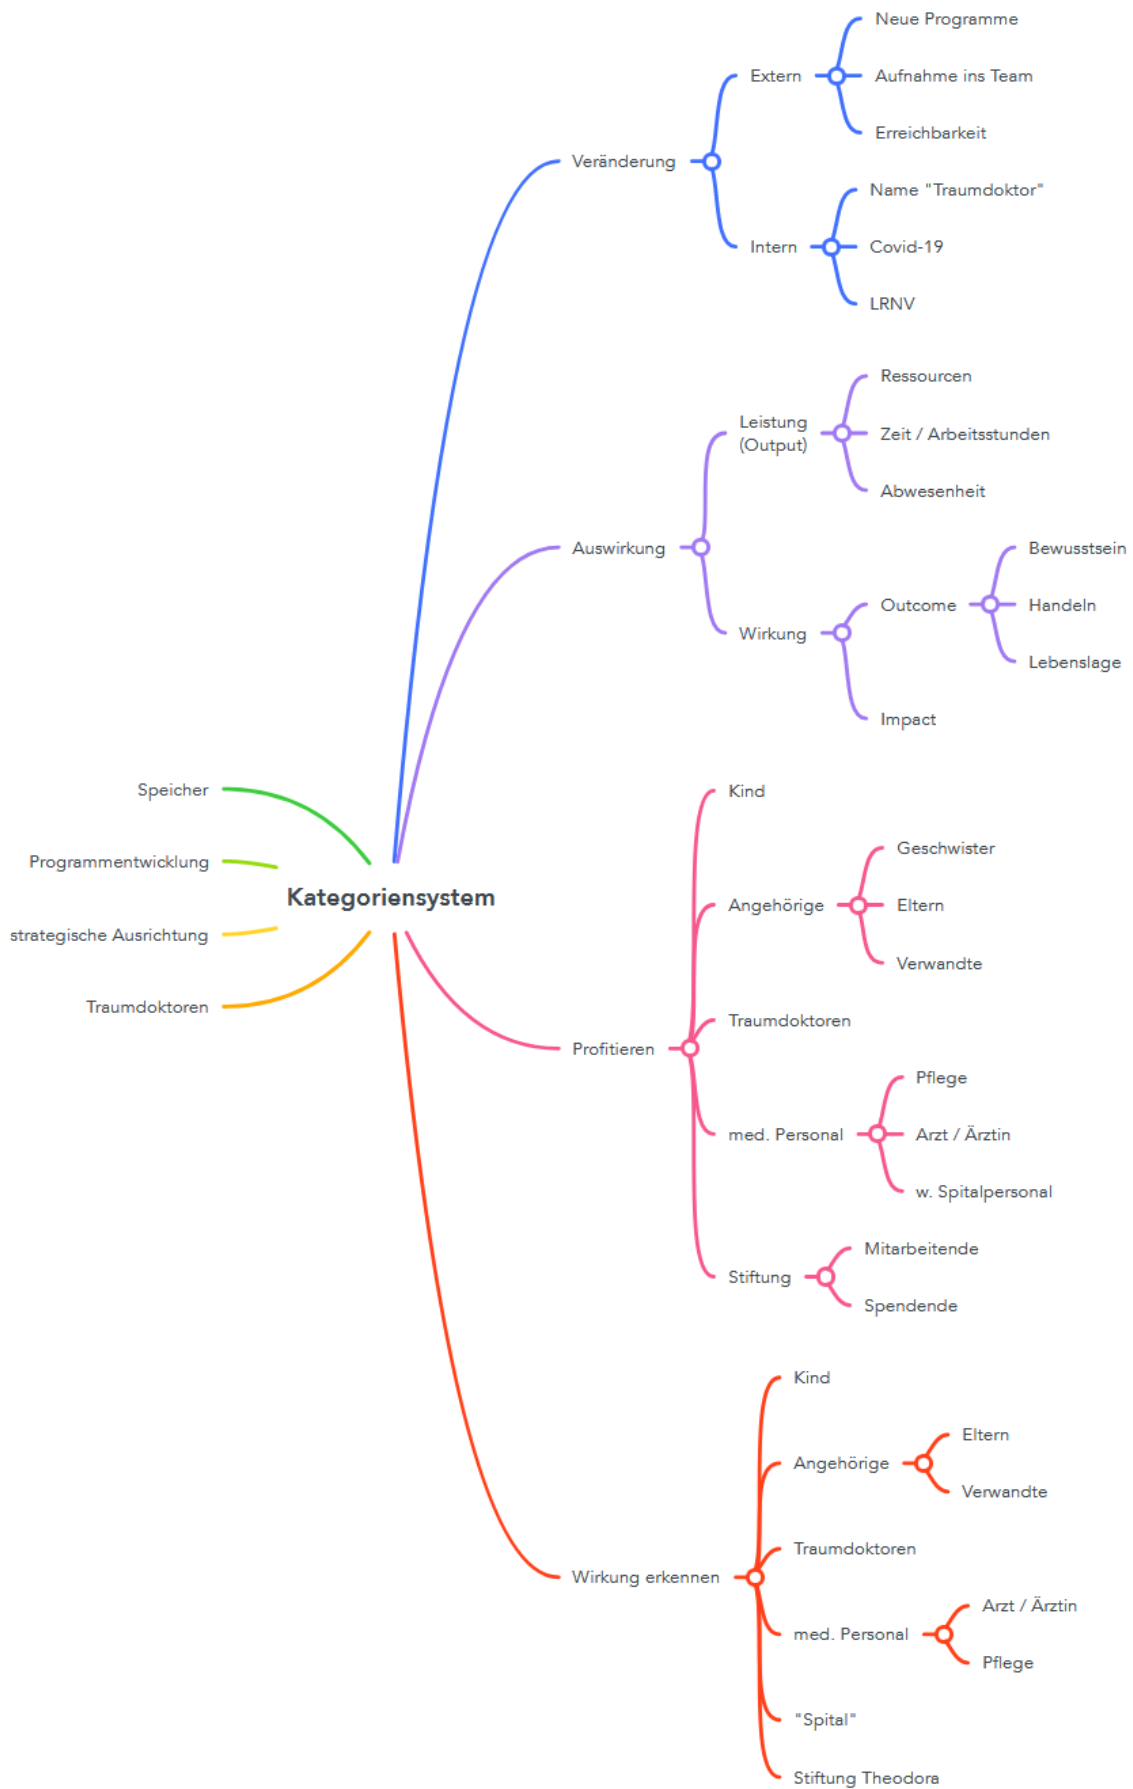 Kategoriensystem
Veränderung
Extern
Neue Programme
Aufnahme ins Team
Erreichbarkeit
Intern
Name "Traumdoktor"
Covid-19
LRNV
Auswirkung
Leistung
(Output)
Ressourcen
Zeit / Arbeitsstunden
Abwesenheit
Wirkung
Outcome
Bewusstsein
Handeln
Lebenslage
Impact
Profitieren
Kind
Angehörige
Geschwister
Eltern
Verwandte
Traumdoktoren
med. Personal
Pflege
Arzt / Ärztin
w. Spitalpersonal
Stiftung
Mitarbeitende
Spendende
Wirkung erkennen
Kind
Angehörige
Eltern
Verwandte
Traumdoktoren
med. Personal
Arzt / Ärztin
Pflege
"Spital"
Stiftung Theodora
Speicher
Programmentwicklung
strategische Ausrichtung
Traumdoktoren